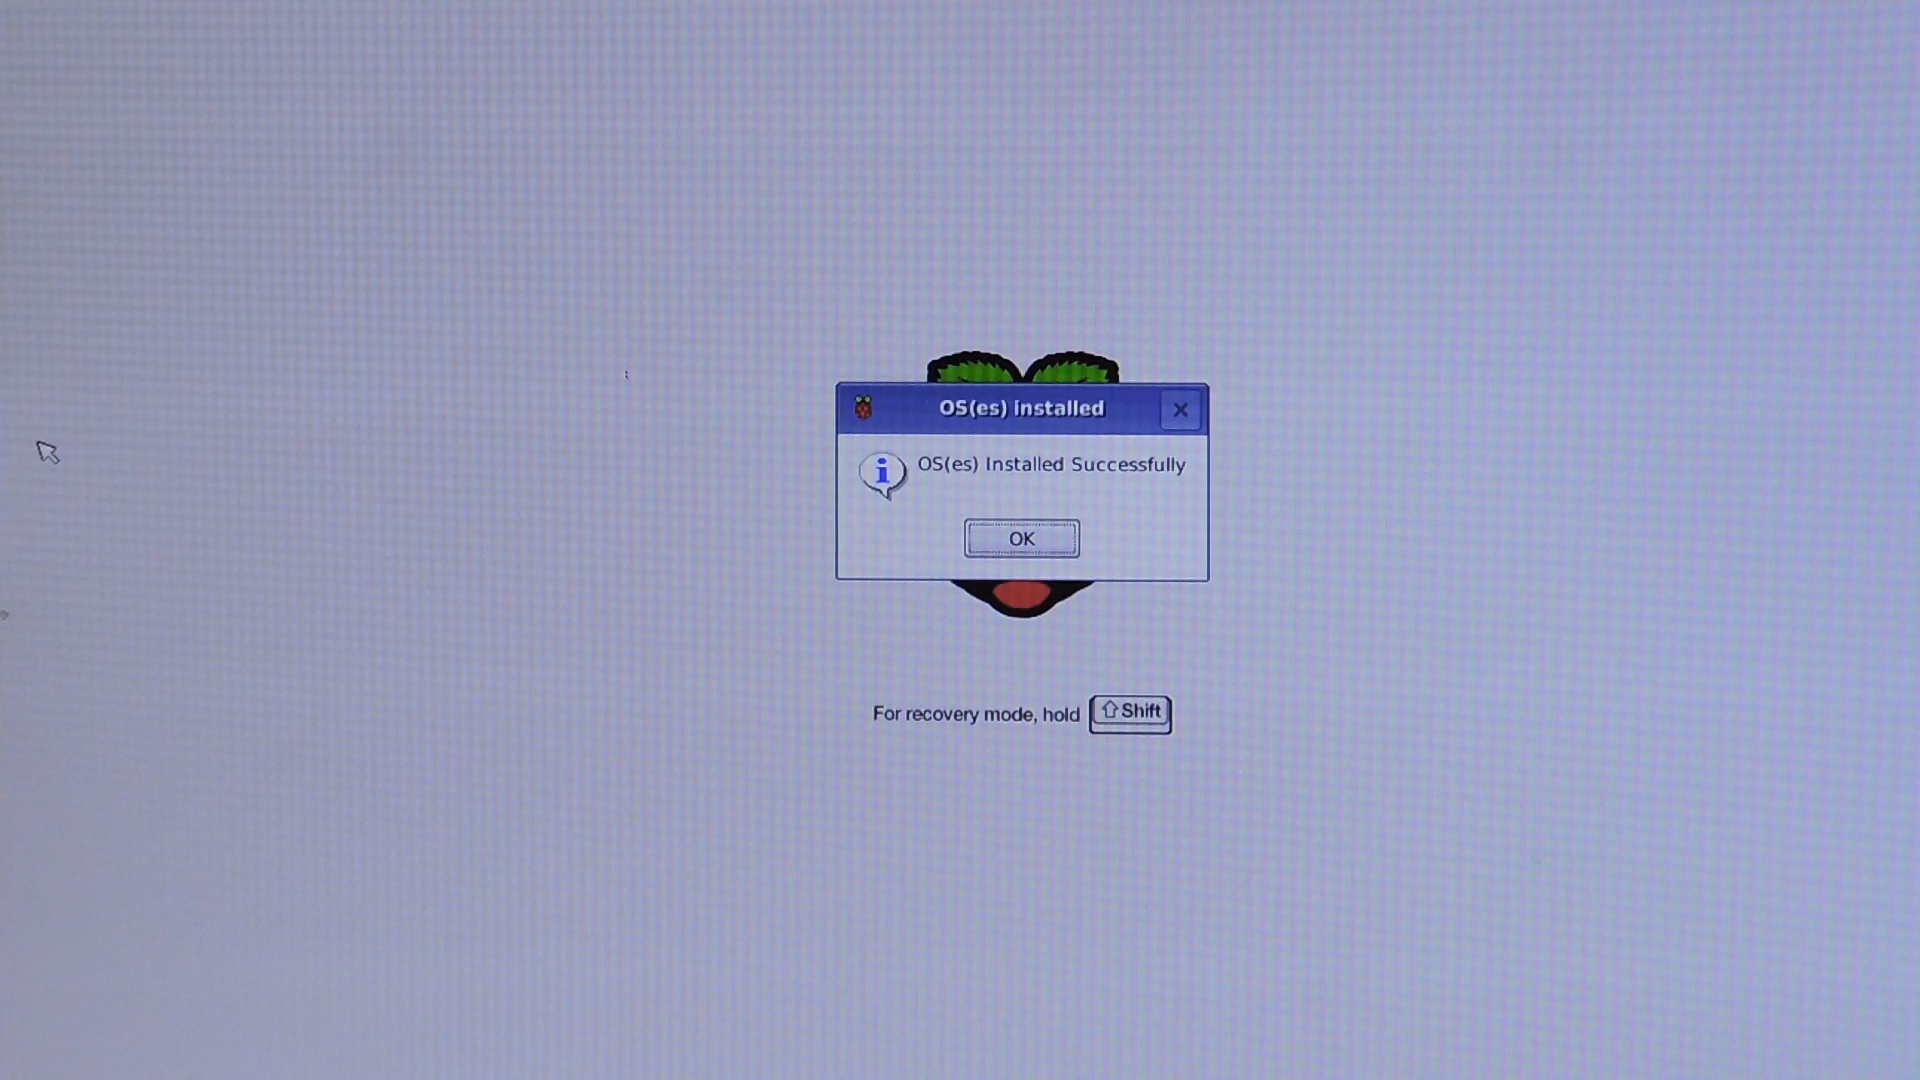 OS(es) installed
OS(es) Installed Successfully
OK
For recovery mode, hold Shift